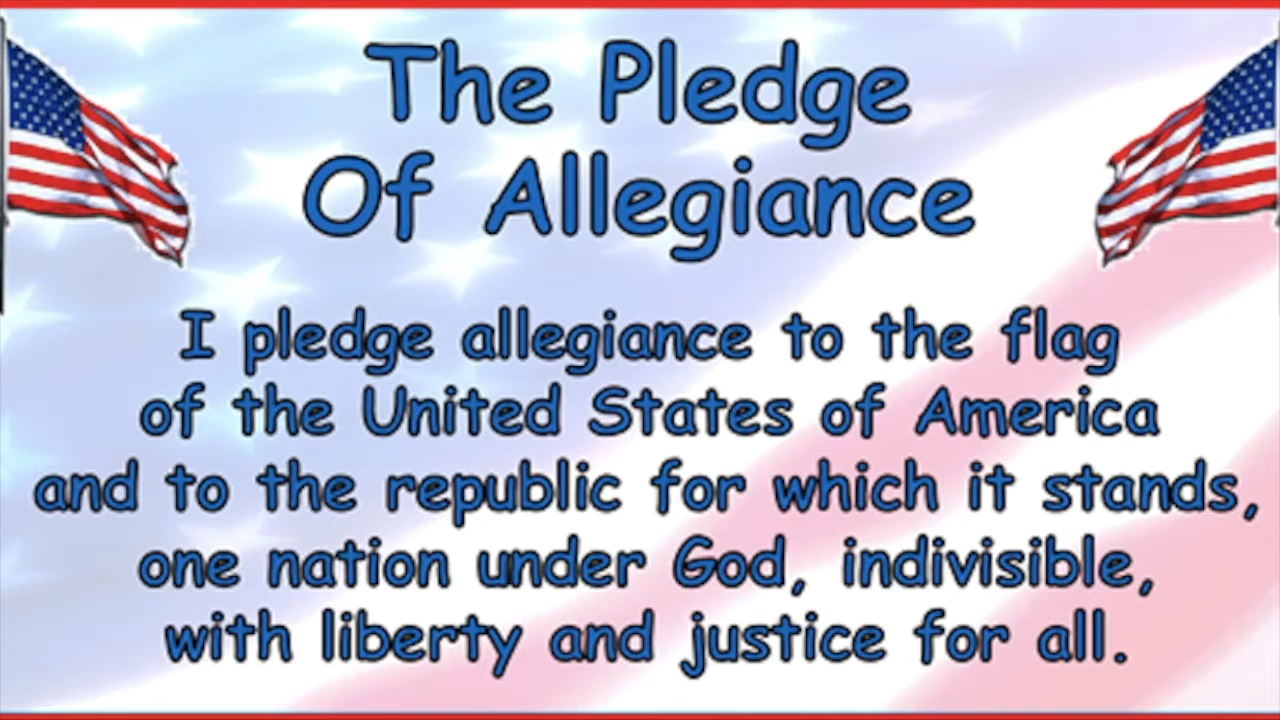 The Pledge
Of Allegiance
I pledge allegiance to the flag
of the United States of America
and to the republic for which it stands,
one nation under God, indivisible,
with liberty and justice for all.